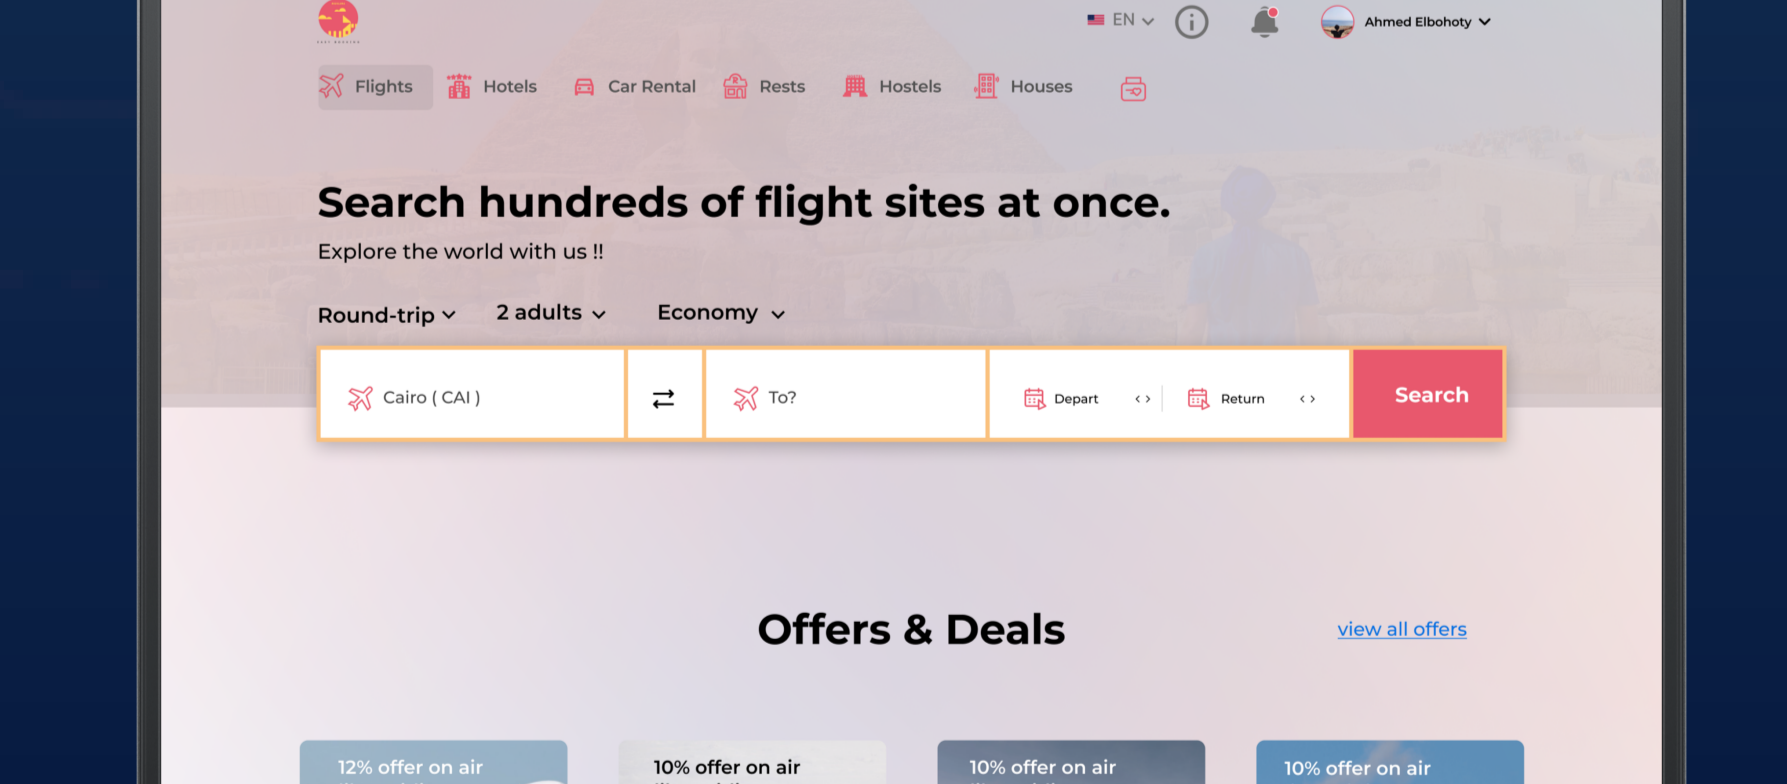 EN
Ahmed Elbohoty
Flights
Hotels
Car Rental
Rests
Hostels
Houses
Search hundreds of flight sites at once.
Explore the world with us !!
Round-trip
2 adults
Economy
Cairo ( CAI )
To?
Depart
Return
Search
Offers & Deals
view all offers
12% offer on air
10% offer on air
10% offer on air
10% offer on air